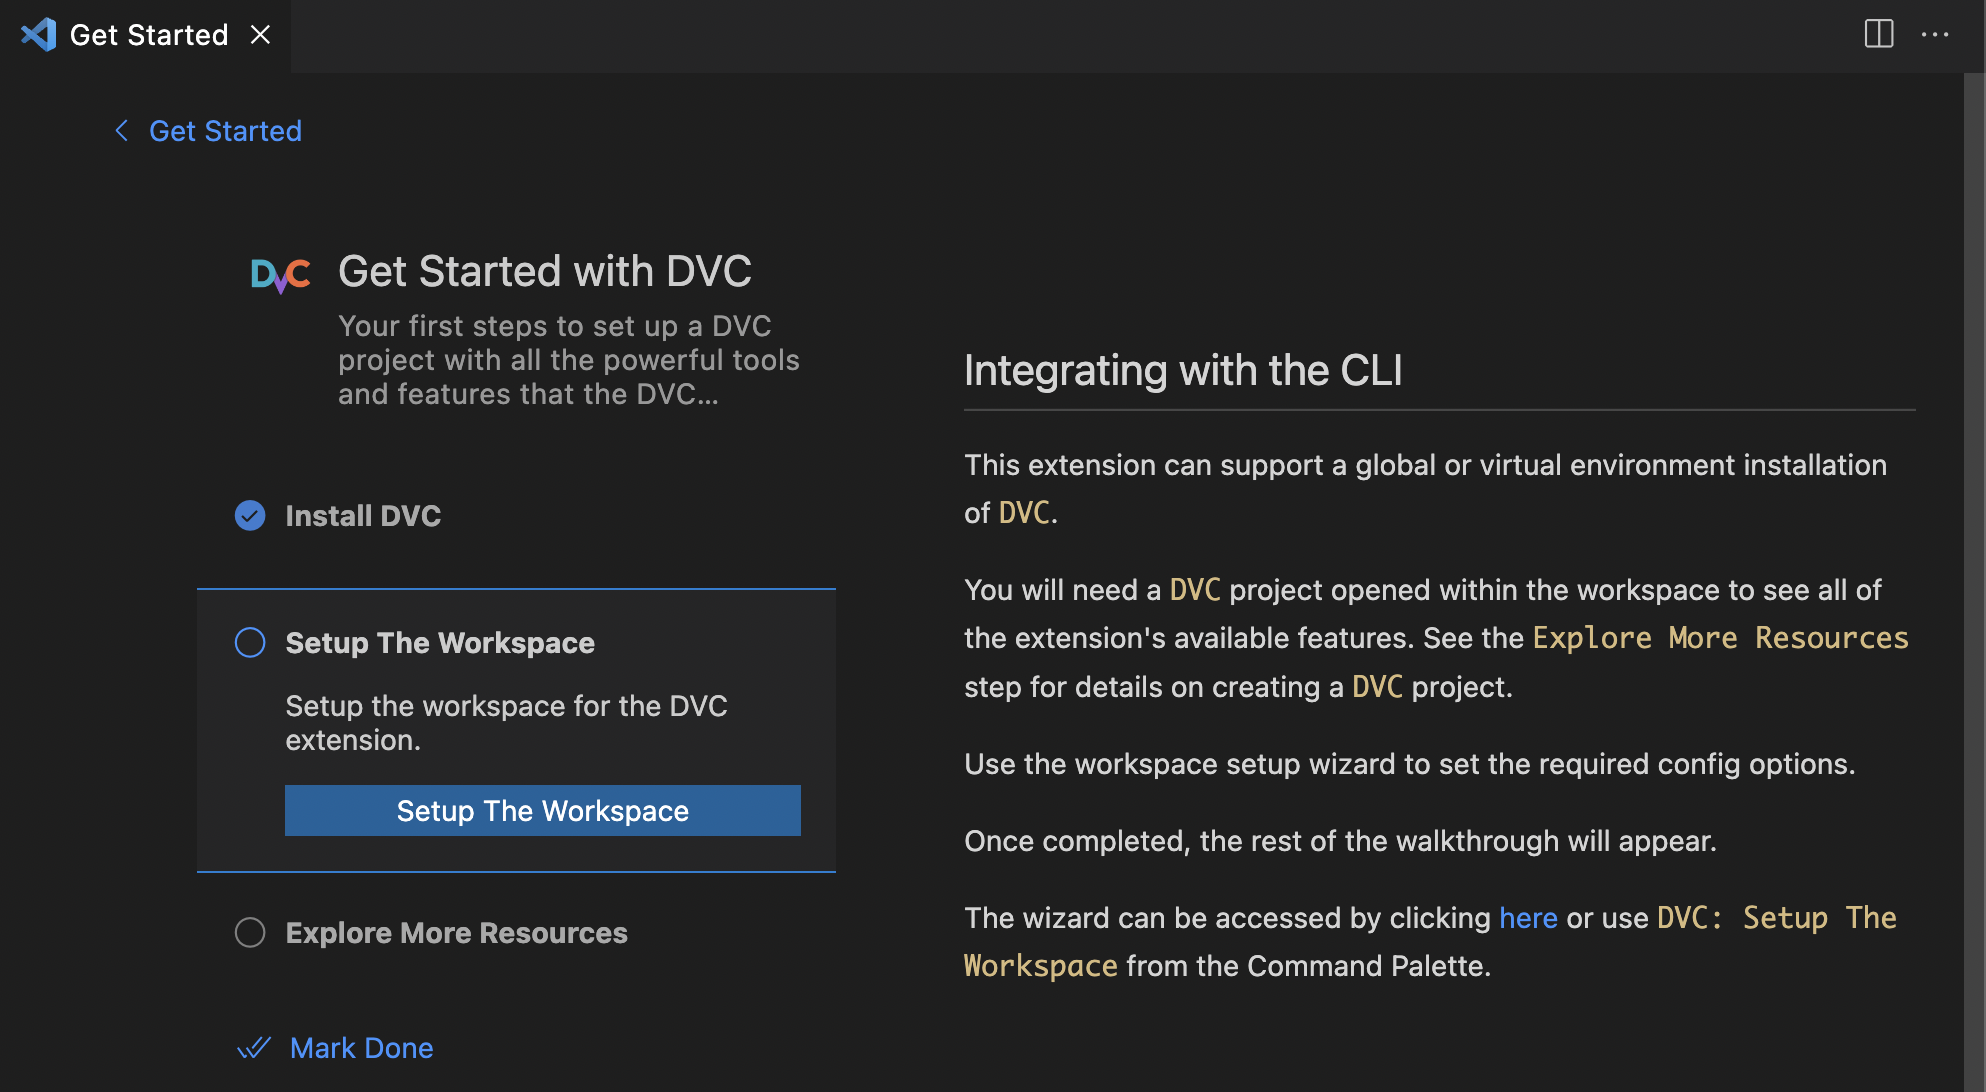 Get Started
Get Started
DVC
Get Started with DVC
Your first steps to set up a DVC
project with all the powerful tools
and features that the DVC...
Install DVC
Setup The Workspace
Setup the workspace for the DVC
extension.
Setup The Workspace
Explore More Resources
Mark Done
Integrating with the CLI
This extension can support a global or virtual environment installation
of DVC.
You will need a DVC project opened within the workspace to see all of
the extension's available features. See the Explore More Resources
step for details on creating a DVC project.
Use the workspace setup wizard to set the required config options.
Once completed, the rest of the walkthrough will appear.
The wizard can be accessed by clicking here or use DVC: Setup The
Workspace from the Command Palette.